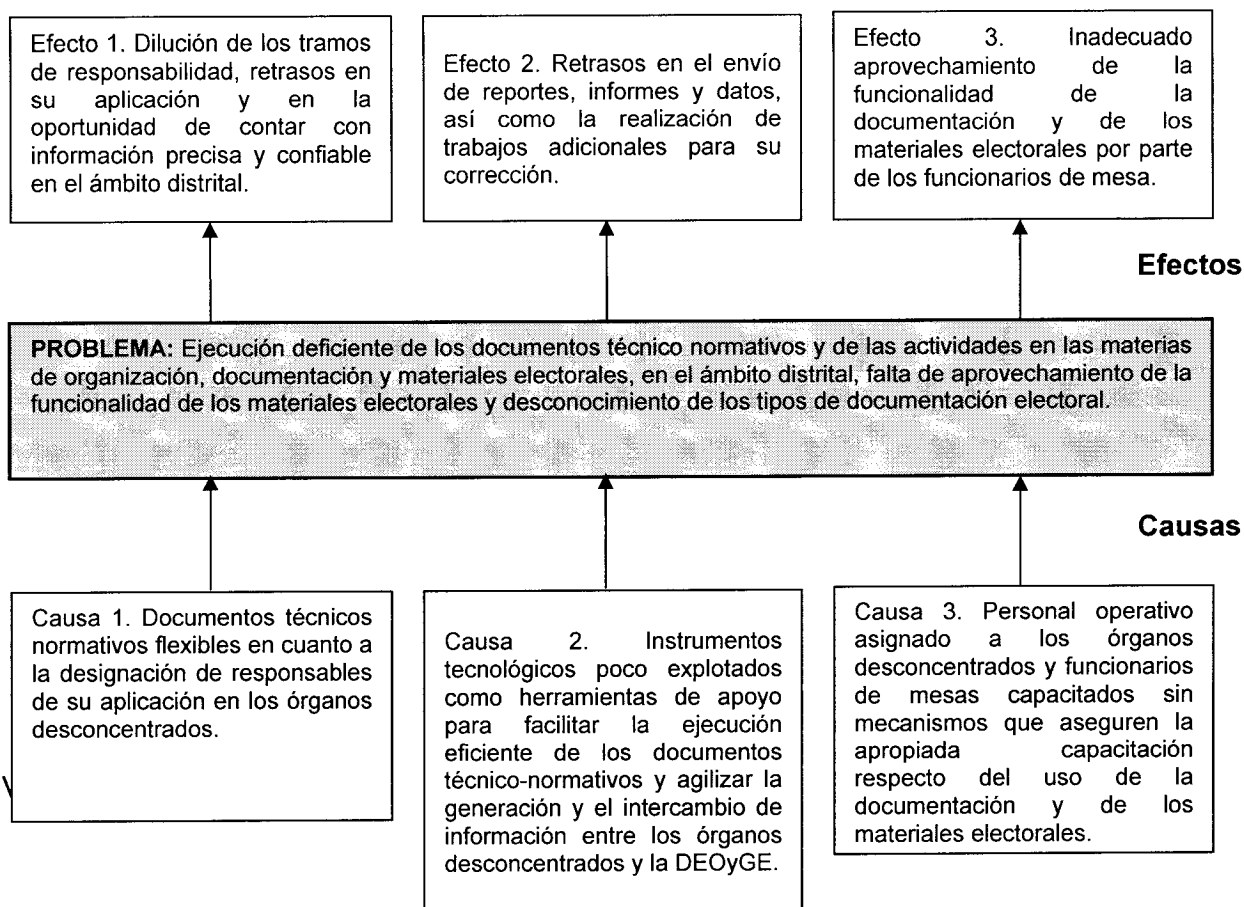 Efecto 1. Dilución de los tramos
de responsabilidad, retrasos en
su aplicación y en la
oportunidad de contar con
información precisa y confiable
en el ámbito distrital.
Efecto 2. Retrasos en el envío
de reportes, informes y datos,
así como la realización de
trabajos adicionales para su
corrección.
Efecto 3. Inadecuado
aprovechamiento de la
funcionalidad de la
documentación y de los
materiales electorales por parte
de los funcionarios de mesa.
Efectos
PROBLEMA: Ejecución deficiente de los documentos técnico normativos y de las actividades en las materias
de organización, documentación y materiales electorales, en el ámbito distrital, falta de aprovechamiento de la
funcionalidad de los materiales electorales y desconocimiento de los tipos de documentación electoral.
Causas
Causa 1. Documentos técnicos
normativos flexibles en cuanto a
la designación de responsables
de su aplicación en los órganos
desconcentrados.
Causa 2. Instrumentos
tecnológicos poco explotados
como herramientas de apoyo
para facilitar la ejecución
eficiente de los documentos
técnico-normativos y agilizar la
generación y el intercambio de
información entre los órganos
desconcentrados y la DEOyGE.
Causa 3. Personal operativo
asignado a los órganos
desconcentrados y funcionarios
de mesas capacitados sin
mecanismos que aseguren la
apropiada capacitación
respecto del uso de la
documentación y de los
materiales electorales.